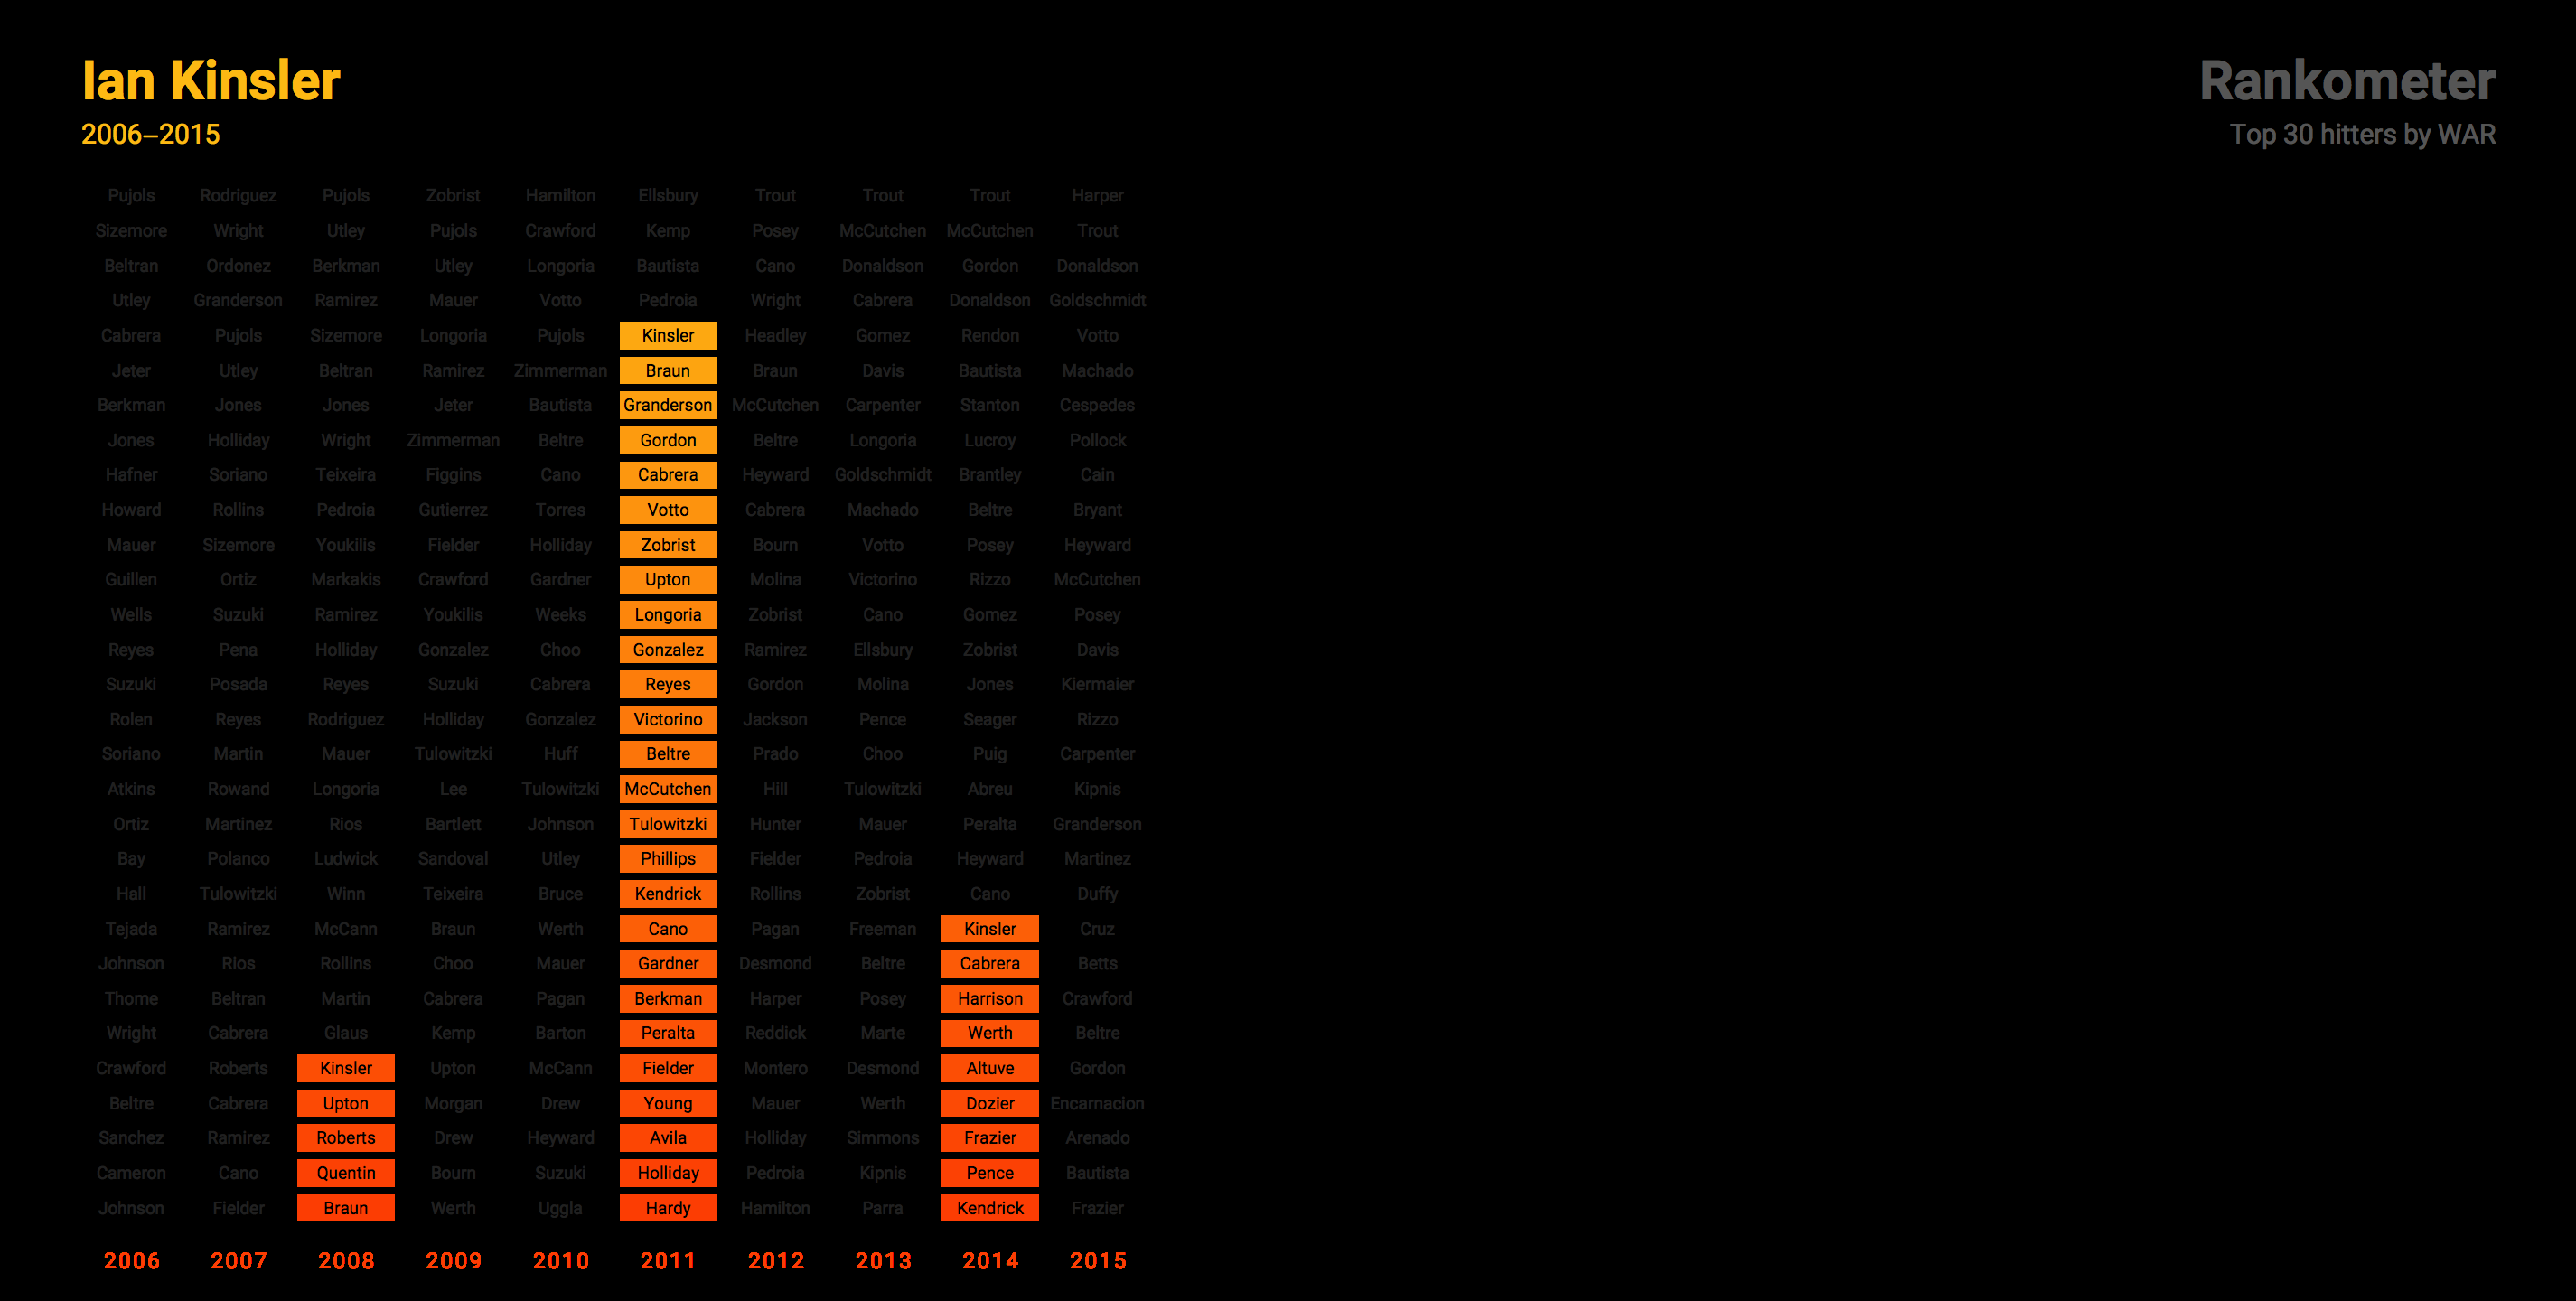 Ian Kinsler
2006–2015
Rankometer
Top 30 hitters by WAR
Pujols Rodriguez Pujols Zobrist Hamilton Ellsbury Trout Trout Trout Harper
Sizemore Wright Utley Pujols Crawford Kemp Posey McCutchen McCutchen Trout
Beltran Ordonez Berkman Utley Longoria Bautista Cano Donaldson Gordon Donaldson
Utley Granderson Ramirez Mauer Votto Pedroia Wright Cabrera Donaldson Goldschmidt
Cabrera Pujols Sizemore Longoria Pujols Kinsler Headley Gomez Rendon Votto
Jeter Utley Beltran Ramirez Zimmerman Braun Braun Davis Bautista Machado
Berkman Jones Jones Jeter Bautista Granderson McCutchen Carpenter Stanton Cespedes
Jones Holliday Wright Zimmerman Beltre Gordon Beltre Longoria Lucroy Pollock
Hafner Soriano Teixeira Figgins Cano Cabrera Heyward Goldschmidt Brantley Cain
Howard Rollins Pedroia Gutierrez Torres Votto Cabrera Machado Beltre Bryant
Mauer Sizemore Youkilis Fielder Holliday Zobrist Bourn Votto Posey Heyward
Guillen Ortiz Markakis Crawford Gardner Upton Molina Victorino Rizzo McCutchen
Wells Suzuki Ramirez Youkilis Weeks Longoria Zobrist Cano Gomez Posey
Reyes Pena Holliday Gonzalez Choo Gonzalez Ramirez Ellsbury Zobrist Davis
Suzuki Posada Reyes Suzuki Cabrera Reyes Gordon Molina Jones Kiermaier
Rolen Reyes Rodriguez Holliday Gonzalez Victorino Jackson Pence Seager Rizzo
Soriano Martin Mauer Tulowitzki Huff Beltre Prado Choo Puig Carpenter
Atkins Rowand Longoria Lee Tulowitzki McCutchen Hill Tulowitzki Abreu Kipnis
Ortiz Martinez Rios Bartlett Johnson Tulowitzki Hunter Mauer Peralta Granderson
Bay Polanco Ludwick Sandoval Utley Phillips Fielder Pedroia Heyward Martinez
Hall Tulowitzki Winn Teixeira Bruce Kendrick Rollins Zobrist Cano Duffy
Tejada Ramirez McCann Braun Werth Cano Pagan Freeman Kinsler Cruz
Johnson Rios Rollins Choo Mauer Gardner Desmond Beltre Cabrera Betts
Thome Beltran Martin Cabrera Pagan Berkman Harper Posey Harrison Crawford
Wright Cabrera Glaus Kemp Barton Peralta Reddick Marte Werth Beltre
Crawford Roberts Kinsler Upton McCann Fielder Montero Desmond Altuve Gordon
Beltre Cabrera Upton Morgan Drew Young Mauer Werth Dozier Encarnacion
Sanchez Ramirez Roberts Drew Heyward Avila Holliday Simmons Frazier Arenado
Cameron Cano Quentin Bourn Suzuki Holliday Pedroia Kipnis Pence Bautista
Johnson Fielder Braun Werth Uggla Hardy Hamilton Parra Kendrick Frazier
2006 2007 2008 2009 2010 2011 2012 2013 2014 2015